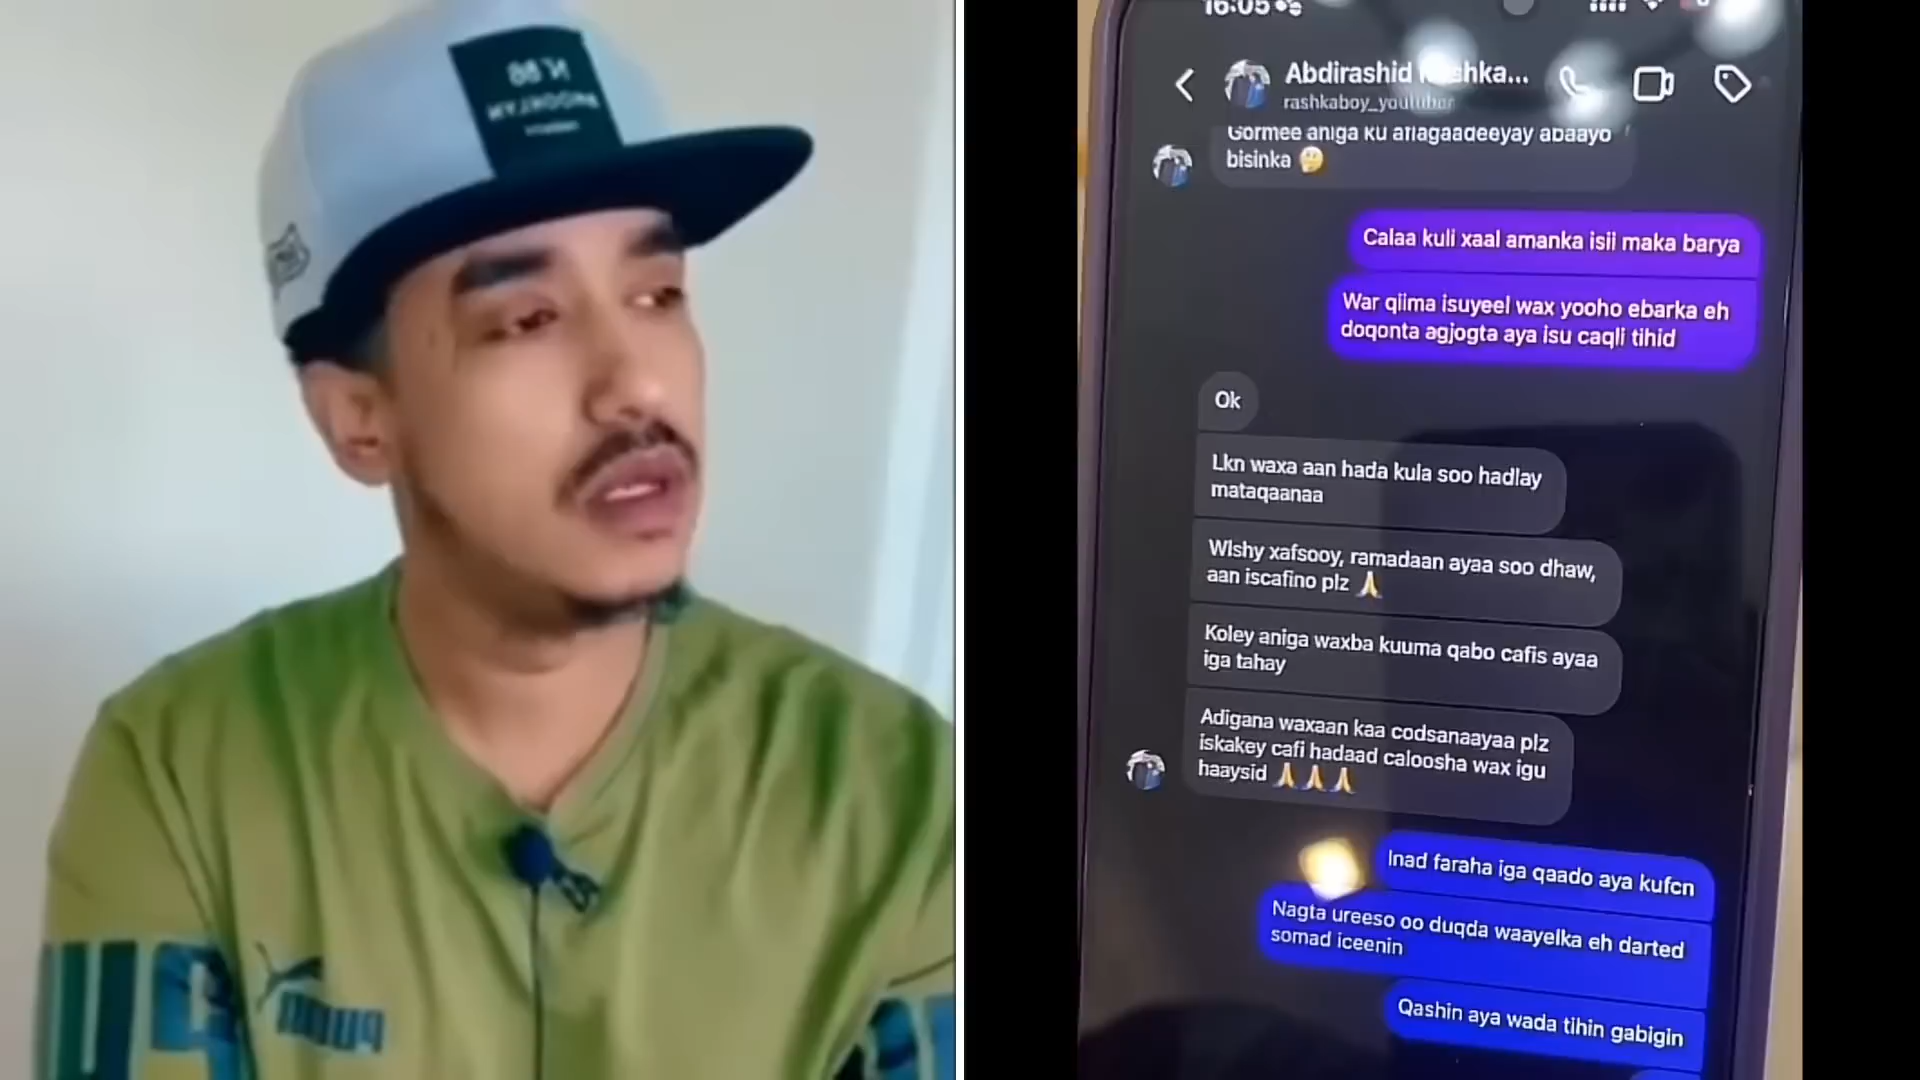 N°86
BROOKLYN
PUMA
16:05
Abdirashid
rashkaboy_youtuber
Gormee aniga ku aflagaadeeyay abaayo
bisinka 🤔
Calaa kuli xaal amanka isii maka barya
War qiima isuyeel wax yooho ebarka eh
doqonta agjogta aya isu caqli tihid
Ok
Lkn waxa aan hada kula soo hadlay
mataqaanaa
Wlshy xafsooy, ramadaan ayaa soo dhaw,
aan iscafino plz 🙏
Koley aniga waxba kuuma qabo cafis ayaa
iga tahay
Adigana waxaan kaa codsanaayaa plz
iskakey cafi hadaad caloosha wax igu
haaysid 🙏🙏🙏
Inad faraha iga qaado aya kufcn
Nagta ureeso oo duqda waayelka eh darted
somad iceenin
Qashin aya wada tihin gabigin